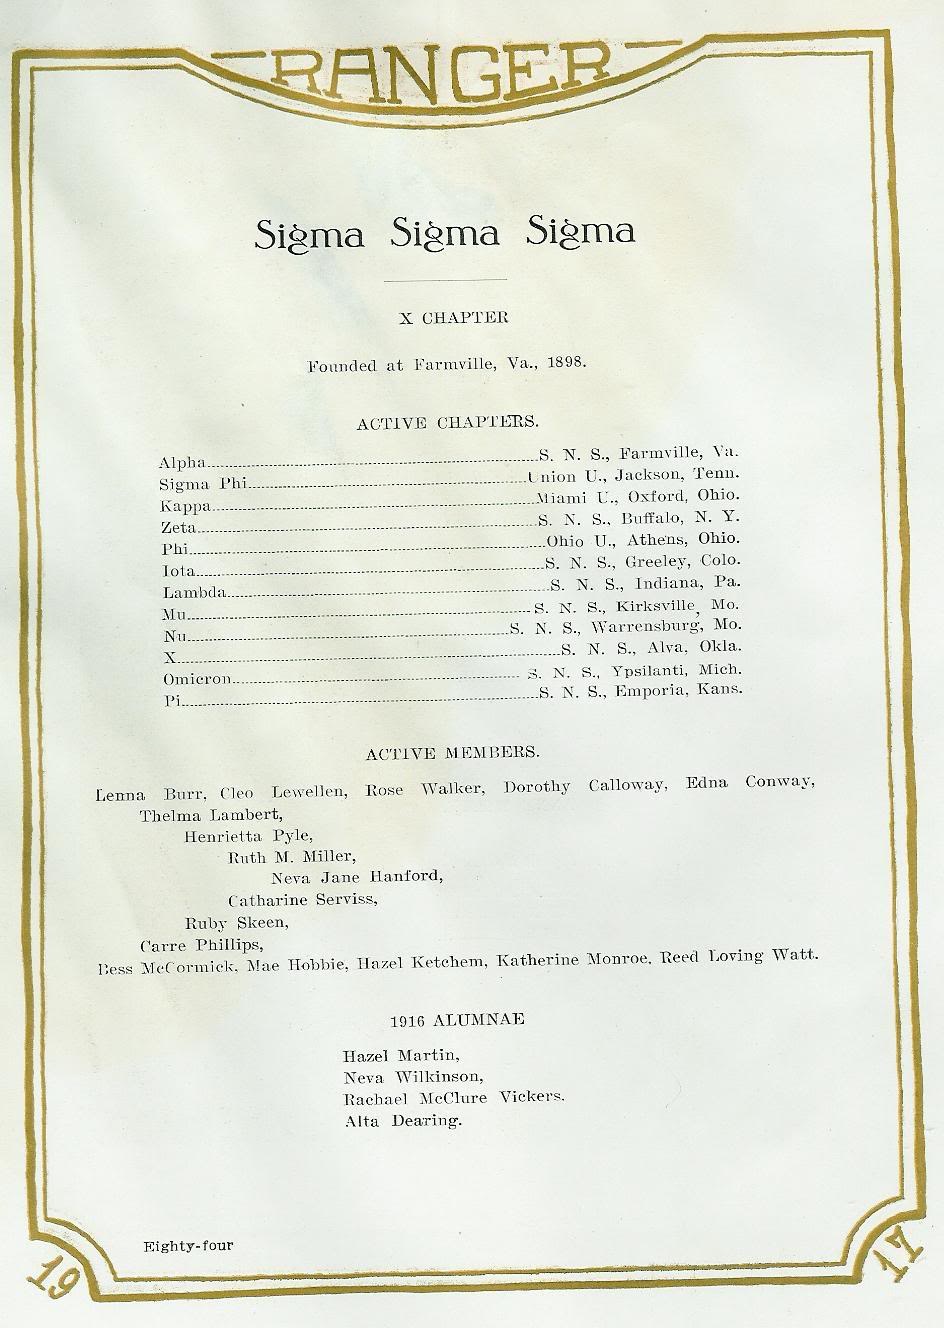 RANGER
Sigma Sigma Sigma
X CHAPTER
Founded at Farmville, Va., 1898.
ACTIVE CHAPTERS.
Alpha S. N. S., Farmville, Va.
Sigma Phi Union U., Jackson, Tenn.
Kappa Miami U., Oxford, Ohio.
Zeta S. N. S., Buffalo, N. Y.
Phi Ohio U., Athens, Ohio.
Iota S. N. S., Greeley, Colo.
Lambda S. N. S., Indiana, Pa.
Mu S. N. S., Kirksville, Mo.
Nu S. N. S., Warrensburg, Mo.
X S. N. S., Alva, Okla.
Omicron S. N. S., Ypsilanti, Mich.
Pi S. N. S., Emporia, Kans.
ACTIVE MEMBERS.
Lenna Burr, Cleo Lewellen, Rose Walker, Dorothy Calloway, Edna Conway,
Thelma Lambert,
Henrietta Pyle,
Ruth M. Miller,
Neva Jane Hanford,
Catharine Serviss,
Ruby Skeen,
Carre Phillips,
Bess McCormick, Mae Hobbie, Hazel Ketchem, Katherine Monroe, Reed Loving Watt.
1916 ALUMNAE
Hazel Martin,
Neva Wilkinson,
Rachael McClure Vickers.
Alta Dearing.
Eighty-four
19 17